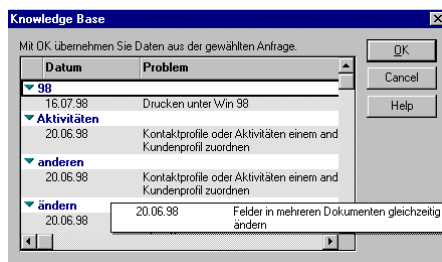 Knowledge Base
Mit OK übernehmen Sie Daten aus der gewählten Anfrage.
OK
Cancel
Help
Datum Problem
98
16.07.98 Drucken unter Win 98
Aktivitäten
20.06.98 Kontaktprofile oder Aktivitäten einem and
Kundenprofil zuordnen
anderen
20.06.98 Kontaktprofile oder Aktivitäten einem and
Kundenprofil zuordnen
ändern
20.06.98
20.06.98 Felder in mehreren Dokumenten gleichzeitig
ändern